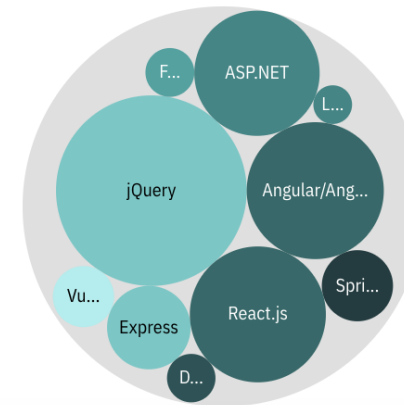 F...
ASP.NET
L...
jQuery
Angular/Ang...
Vu...
Express
React.js
Spri...
D...